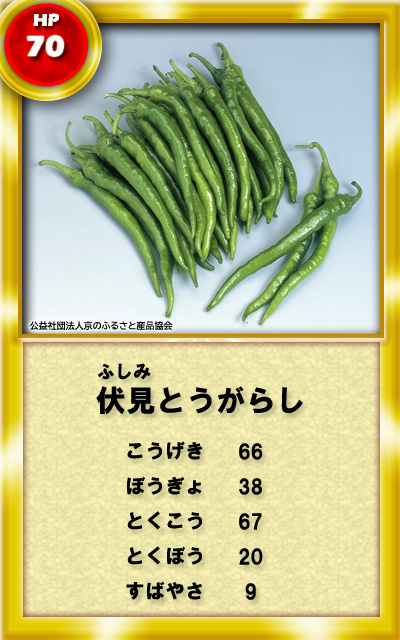 HP
70
公益社団法人京のふるさと産品協会
ふしみ
伏見とうがらし
こうげき 66
ぼうぎょ 38
とくこう 67
とくぼう 20
すばやさ 9